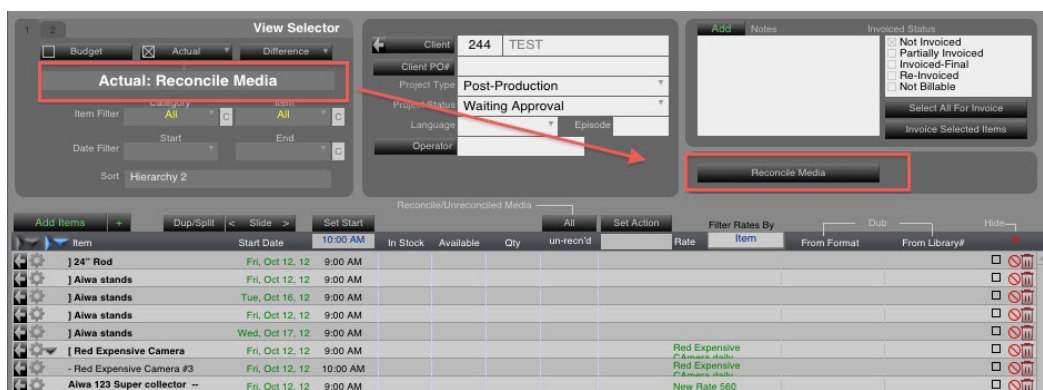 1 2 View Selector
Budget Actual Difference
Actual: Reconcile Media
Category Item
Item Filter All C All C
Start End
Date Filter C
Sort Hierarchy 2
Client 244 TEST
Client PO#
Project Type Post-Production
Project Status Waiting Approval
Language Episode
Operator
Add Notes Invoiced Status
Not Invoiced
Partially Invoiced
Invoiced-Final
Re-Invoiced
Not Billable
Select All For Invoice
Invoice Selected Items
Reconcile Media
Reconcile/Unreconciled Media
Add Items + Dup/Split < Slide > Set Start All Set Action Filter Rates By Dub Hide
Item Start Date 10:00 AM In Stock Available Qty un-recn'd Rate Item From Format From Library#
] 24" Rod Fri, Oct 12, 12 9:00 AM
] Aiwa stands Fri, Oct 12, 12 9:00 AM
] Aiwa stands Tue, Oct 16, 12 9:00 AM
] Aiwa stands Fri, Oct 12, 12 9:00 AM
] Aiwa stands Wed, Oct 17, 12 9:00 AM
[ Red Expensive Camera Fri, Oct 12, 12 9:00 AM Red Expensive
CAmera daily
- Red Expensive Camera #3 Fri, Oct 12, 12 10:00 AM Red Expensive
CAmera daily
Aiwa 123 Super collector -- Fri, Oct 12, 12 9:00 AM New Rate 560